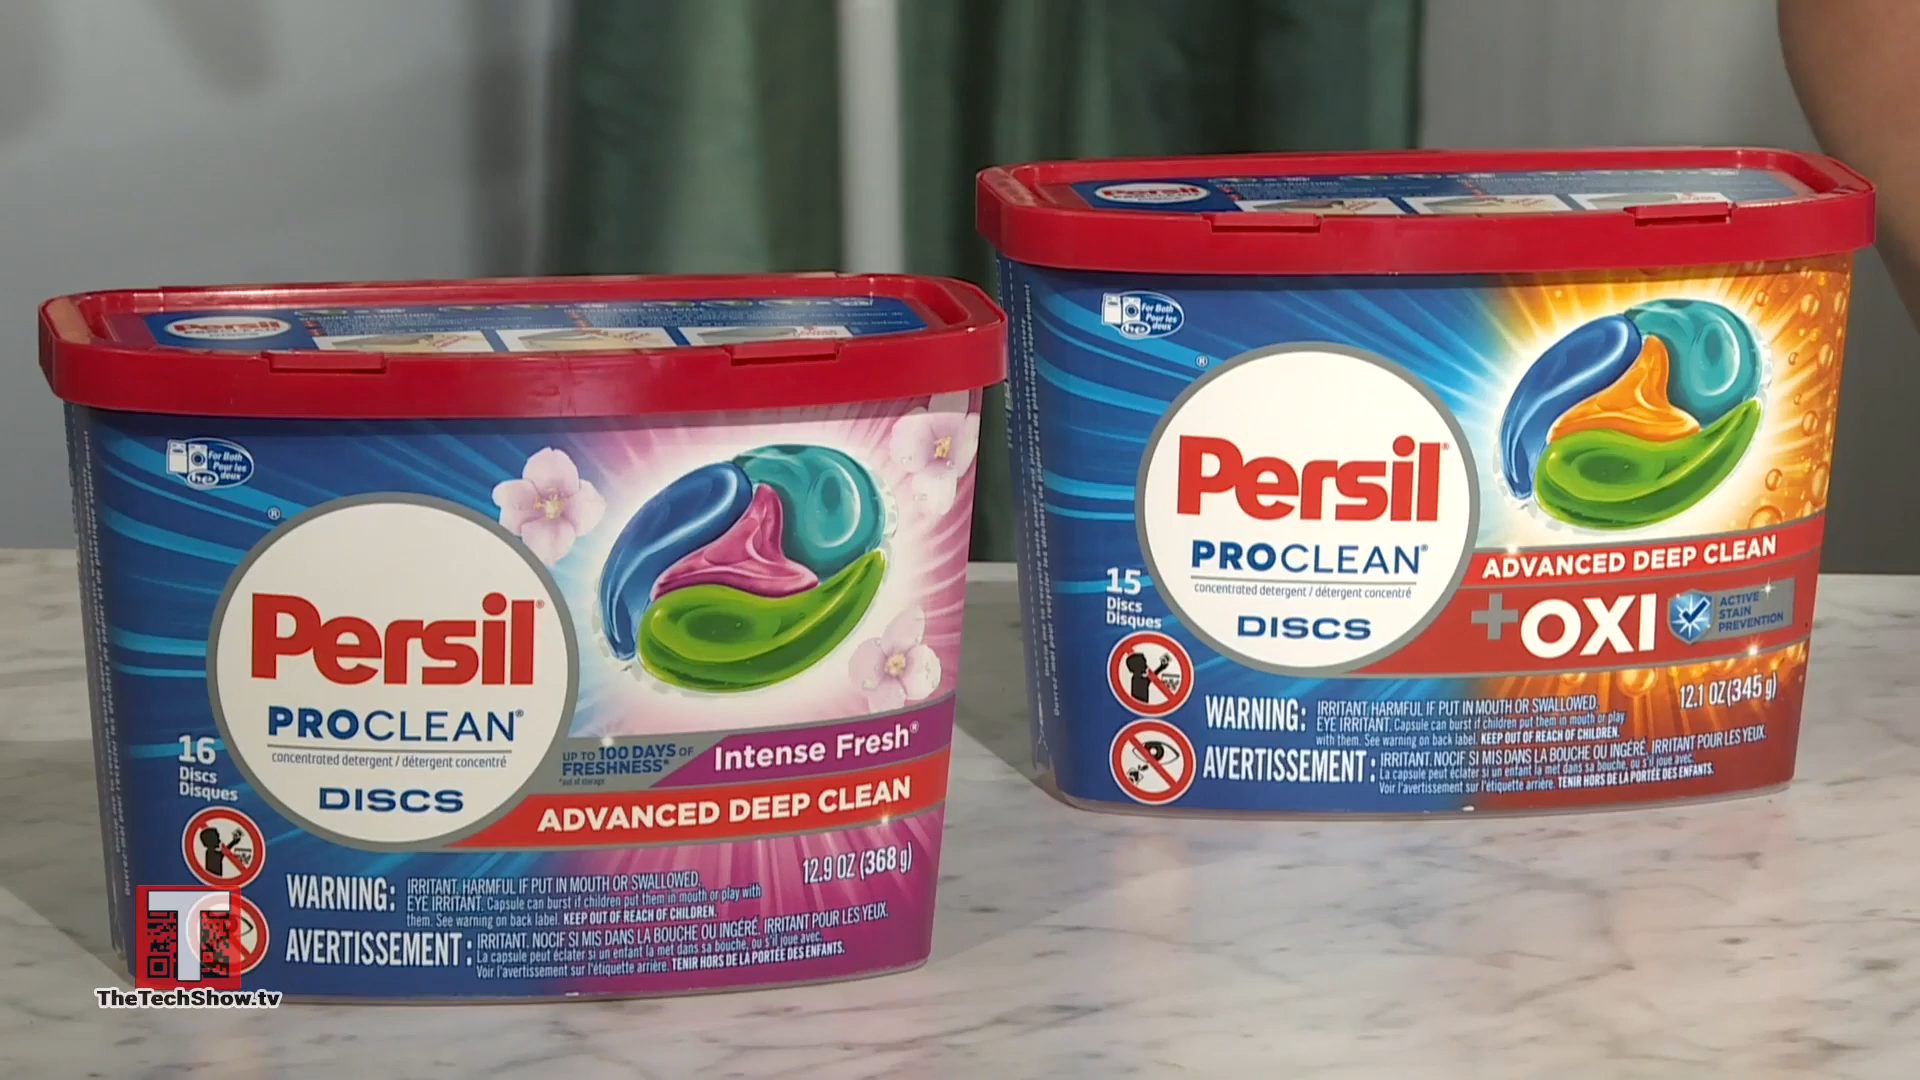 Persil
For Both
Pour les
deux
he
®
Persil®
PROCLEAN®
concentrated detergent / détergent concentré
DISCS
16
Discs
Disques
UP TO 100 DAYS OF
FRESHNESS*
*out of storage
Intense Fresh®
ADVANCED DEEP CLEAN
12.9 OZ (368 g)
WARNING: IRRITANT. HARMFUL IF PUT IN MOUTH OR SWALLOWED.
EYE IRRITANT. Capsule can burst if children put them in mouth or play with
them. See warning on back label. KEEP OUT OF REACH OF CHILDREN.
AVERTISSEMENT : IRRITANT. NOCIF SI MIS DANS LA BOUCHE OU INGÉRÉ. IRRITANT POUR LES YEUX.
La capsule peut éclater si un enfant la met dans sa bouche, ou s'il joue avec.
Voir l'avertissement sur l'étiquette arrière. TENIR HORS DE LA PORTÉE DES ENFANTS.
Persil
For Both
Pour les
deux
he
®
Persil®
PROCLEAN®
concentrated detergent / détergent concentré
DISCS
15
Discs
Disques
ADVANCED DEEP CLEAN
+OXI
ACTIVE
STAIN
PREVENTION
12.1 OZ (345 g)
WARNING: IRRITANT. HARMFUL IF PUT IN MOUTH OR SWALLOWED.
EYE IRRITANT. Capsule can burst if children put them in mouth or play
with them. See warning on back label. KEEP OUT OF REACH OF CHILDREN.
AVERTISSEMENT : IRRITANT. NOCIF SI MIS DANS LA BOUCHE OU INGÉRÉ. IRRITANT POUR LES YEUX.
La capsule peut éclater si un enfant la met dans sa bouche, ou s'il joue avec.
Voir l'avertissement sur l'étiquette arrière. TENIR HORS DE LA PORTÉE DES ENFANTS.
T
TheTechShow.tv